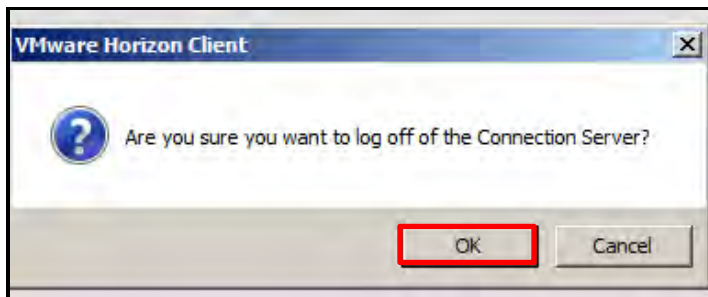 VMware Horizon Client
Are you sure you want to log off of the Connection Server?
OK
Cancel